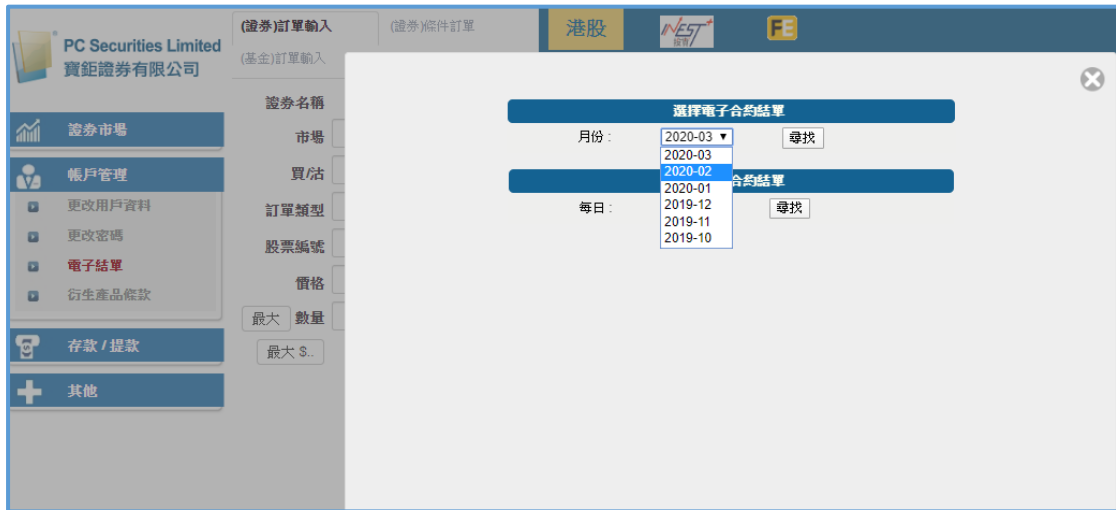 PC Securities Limited
寶鉅證券有限公司
證券市場
帳戶管理
更改用戶資料
更改密碼
電子結單
衍生產品條款
存款 / 提款
其他
(證券)訂單輸入
(證券)條件訂單
(基金)訂單輸入
證券名稱
市場
買/沽
訂單類型
股票編號
價格
最大 數量
最大 $..
港股
iNEST+
投資
FE
選擇電子合約結單
月份 :
2020-03
尋找
2020-03
2020-02
2020-01
2019-12
2019-11
2019-10
合約結單
每日 :
尋找